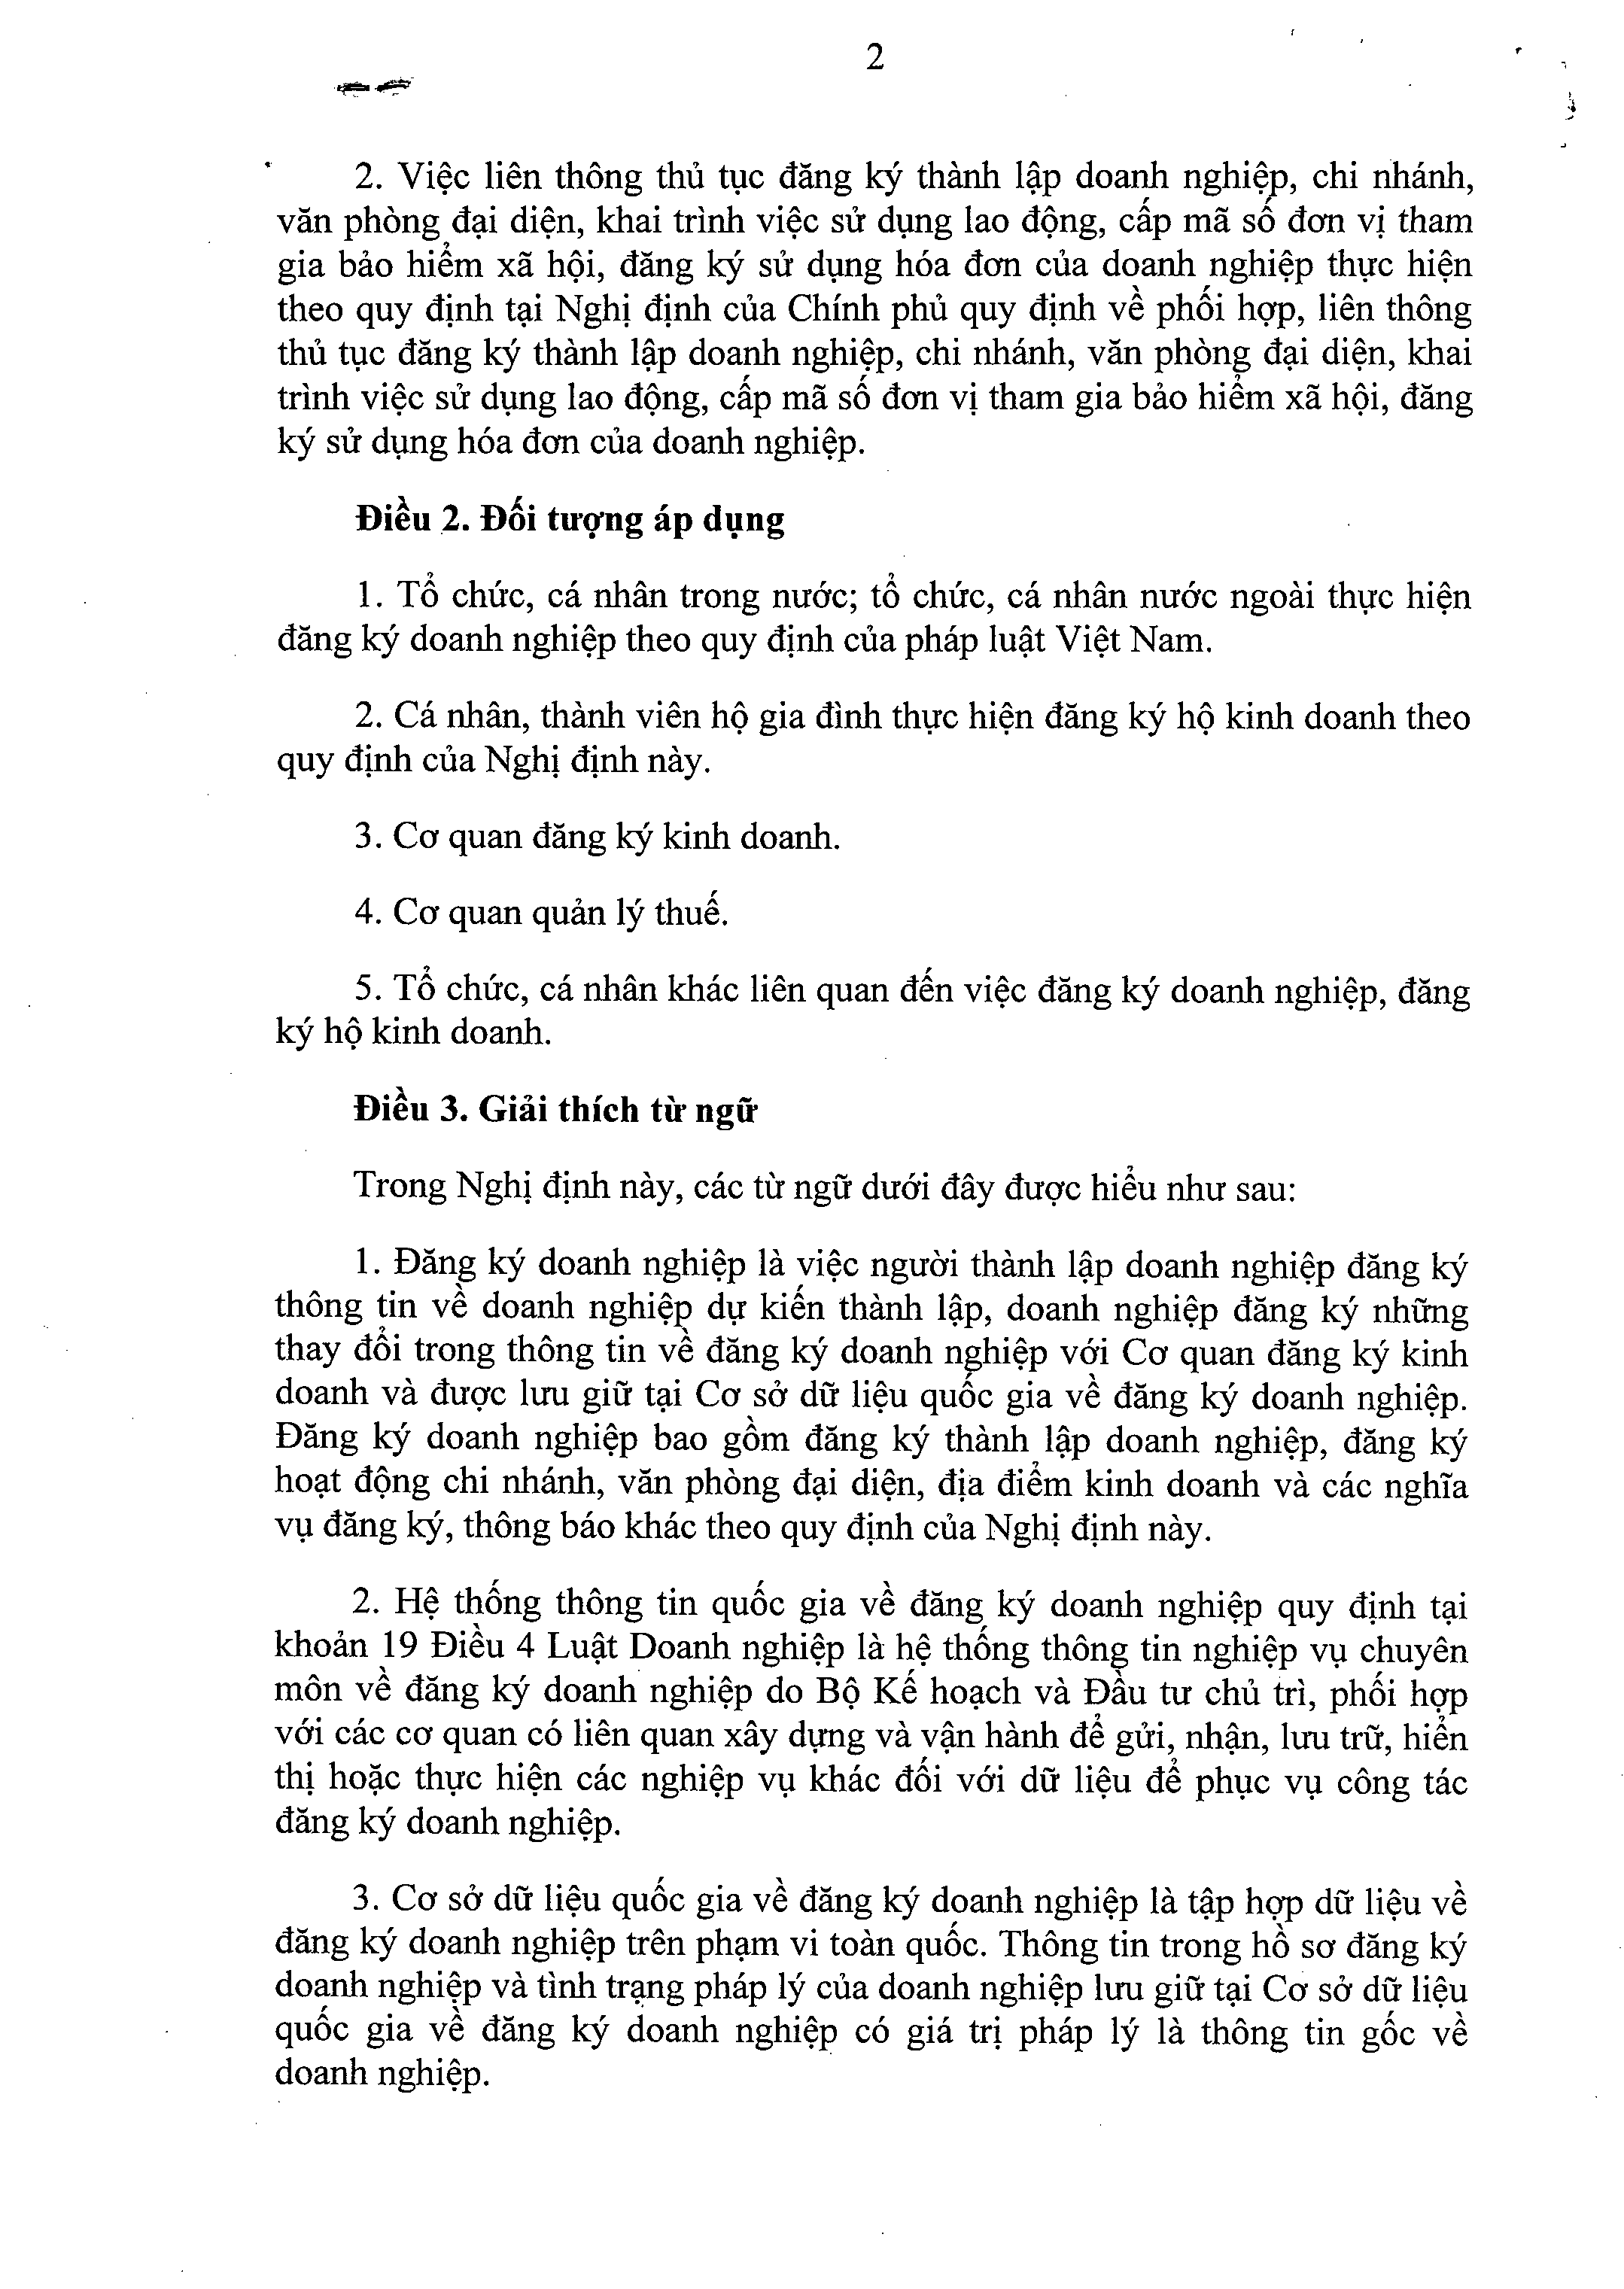 2
2. Việc liên thông thủ tục đăng ký thành lập doanh nghiệp, chi nhánh,
văn phòng đại diện, khai trình việc sử dụng lao động, cấp mã số đơn vị tham
gia bảo hiểm xã hội, đăng ký sử dụng hóa đơn của doanh nghiệp thực hiện
theo quy định tại Nghị định của Chính phủ quy định về phối hợp, liên thông
thủ tục đăng ký thành lập doanh nghiệp, chi nhánh, văn phòng đại diện, khai
trình việc sử dụng lao động, cấp mã số đơn vị tham gia bảo hiểm xã hội, đăng
ký sử dụng hóa đơn của doanh nghiệp.
Điều 2. Đối tượng áp dụng
1. Tổ chức, cá nhân trong nước; tổ chức, cá nhân nước ngoài thực hiện
đăng ký doanh nghiệp theo quy định của pháp luật Việt Nam.
2. Cá nhân, thành viên hộ gia đình thực hiện đăng ký hộ kinh doanh theo
quy định của Nghị định này.
3. Cơ quan đăng ký kinh doanh.
4. Cơ quan quản lý thuế.
5. Tổ chức, cá nhân khác liên quan đến việc đăng ký doanh nghiệp, đăng
ký hộ kinh doanh.
Điều 3. Giải thích từ ngữ
Trong Nghị định này, các từ ngữ dưới đây được hiểu như sau:
1. Đăng ký doanh nghiệp là việc người thành lập doanh nghiệp đăng ký
thông tin về doanh nghiệp dự kiến thành lập, doanh nghiệp đăng ký những
thay đổi trong thông tin về đăng ký doanh nghiệp với Cơ quan đăng ký kinh
doanh và được lưu giữ tại Cơ sở dữ liệu quốc gia về đăng ký doanh nghiệp.
Đăng ký doanh nghiệp bao gồm đăng ký thành lập doanh nghiệp, đăng ký
hoạt động chi nhánh, văn phòng đại diện, địa điểm kinh doanh và các nghĩa
vụ đăng ký, thông báo khác theo quy định của Nghị định này.
2. Hệ thống thông tin quốc gia về đăng ký doanh nghiệp quy định tại
khoản 19 Điều 4 Luật Doanh nghiệp là hệ thống thông tin nghiệp vụ chuyên
môn về đăng ký doanh nghiệp do Bộ Kế hoạch và Đầu tư chủ trì, phối hợp
với các cơ quan có liên quan xây dựng và vận hành để gửi, nhận, lưu trữ, hiển
thị hoặc thực hiện các nghiệp vụ khác đối với dữ liệu để phục vụ công tác
đăng ký doanh nghiệp.
3. Cơ sở dữ liệu quốc gia về đăng ký doanh nghiệp là tập hợp dữ liệu về
đăng ký doanh nghiệp trên phạm vi toàn quốc. Thông tin trong hồ sơ đăng ký
doanh nghiệp và tình trạng pháp lý của doanh nghiệp lưu giữ tại Cơ sở dữ liệu
quốc gia về đăng ký doanh nghiệp có giá trị pháp lý là thông tin gốc về
doanh nghiệp.